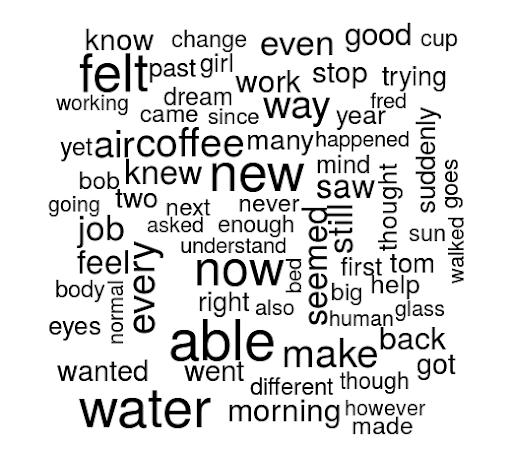 know change even good cup
felt past girl work stop trying
working dream way year fred
came since
yet air coffee many happened
bob knew new mind saw thought suddenly goes
going two next never
job asked enough seemed still sun walked
understand
feel every now bed first tom
body normal right also big help
eyes human glass
able make back
wanted went got
different though
water morning however
made